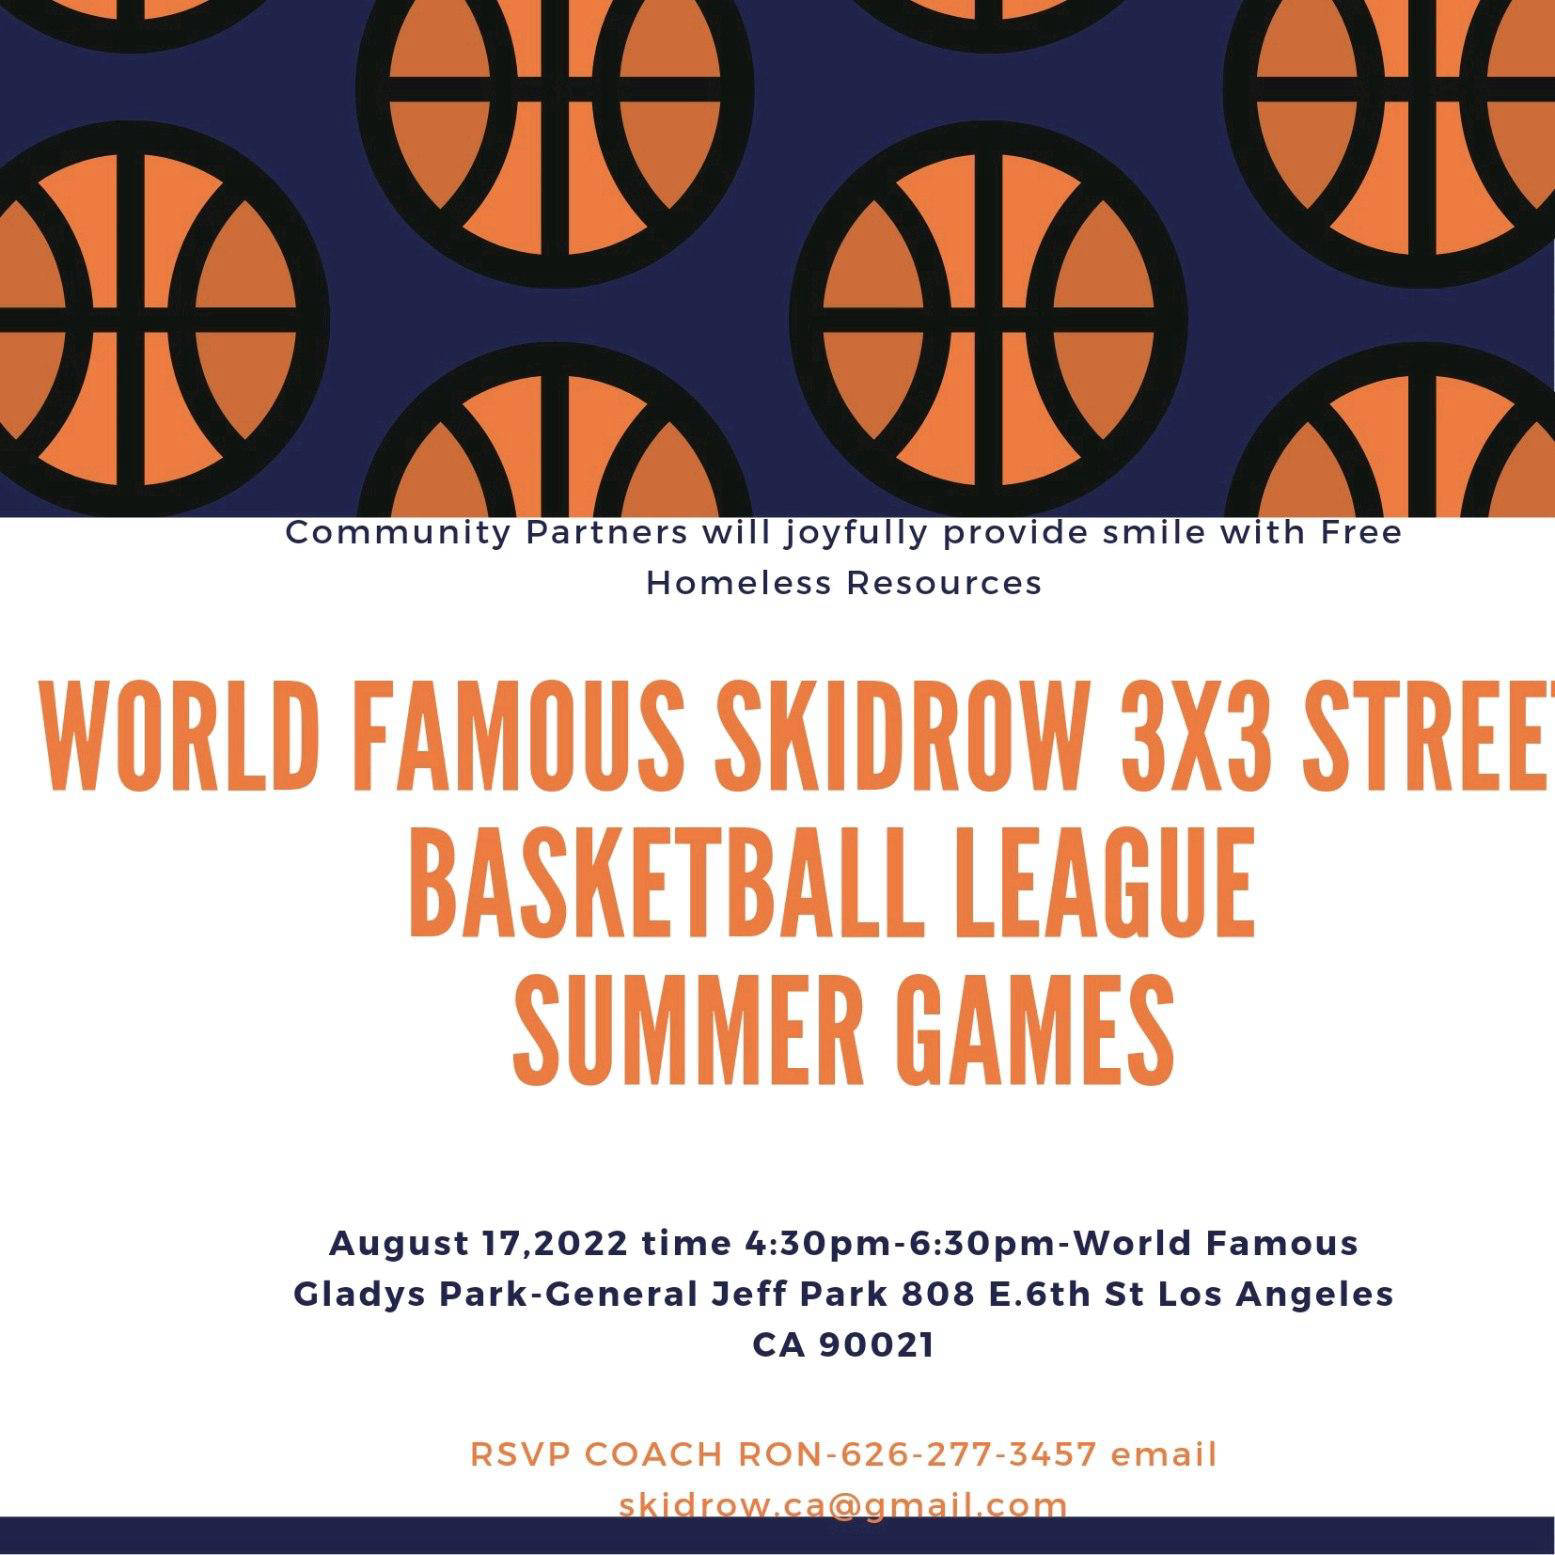 Community Partners will joyfully provide smile with Free
Homeless Resources
WORLD FAMOUS SKIDROW 3X3 STREET
BASKETBALL LEAGUE
SUMMER GAMES
August 17,2022 time 4:30pm-6:30pm-World Famous
Gladys Park-General Jeff Park 808 E.6th St Los Angeles
CA 90021
RSVP COACH RON-626-277-3457 email
skidrow.ca@gmail.com